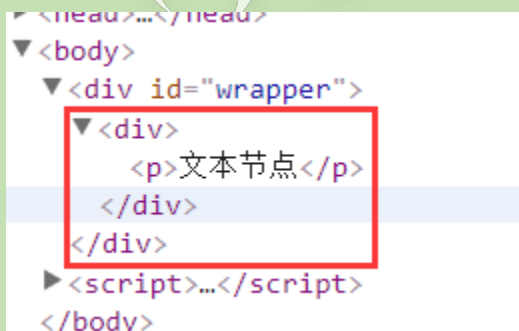 ▶<head>…</head>
▼<body>
▼<div id="wrapper">
▼<div>
<p>文本节点</p>
</div>
</div>
▶<script>…</script>
</body>